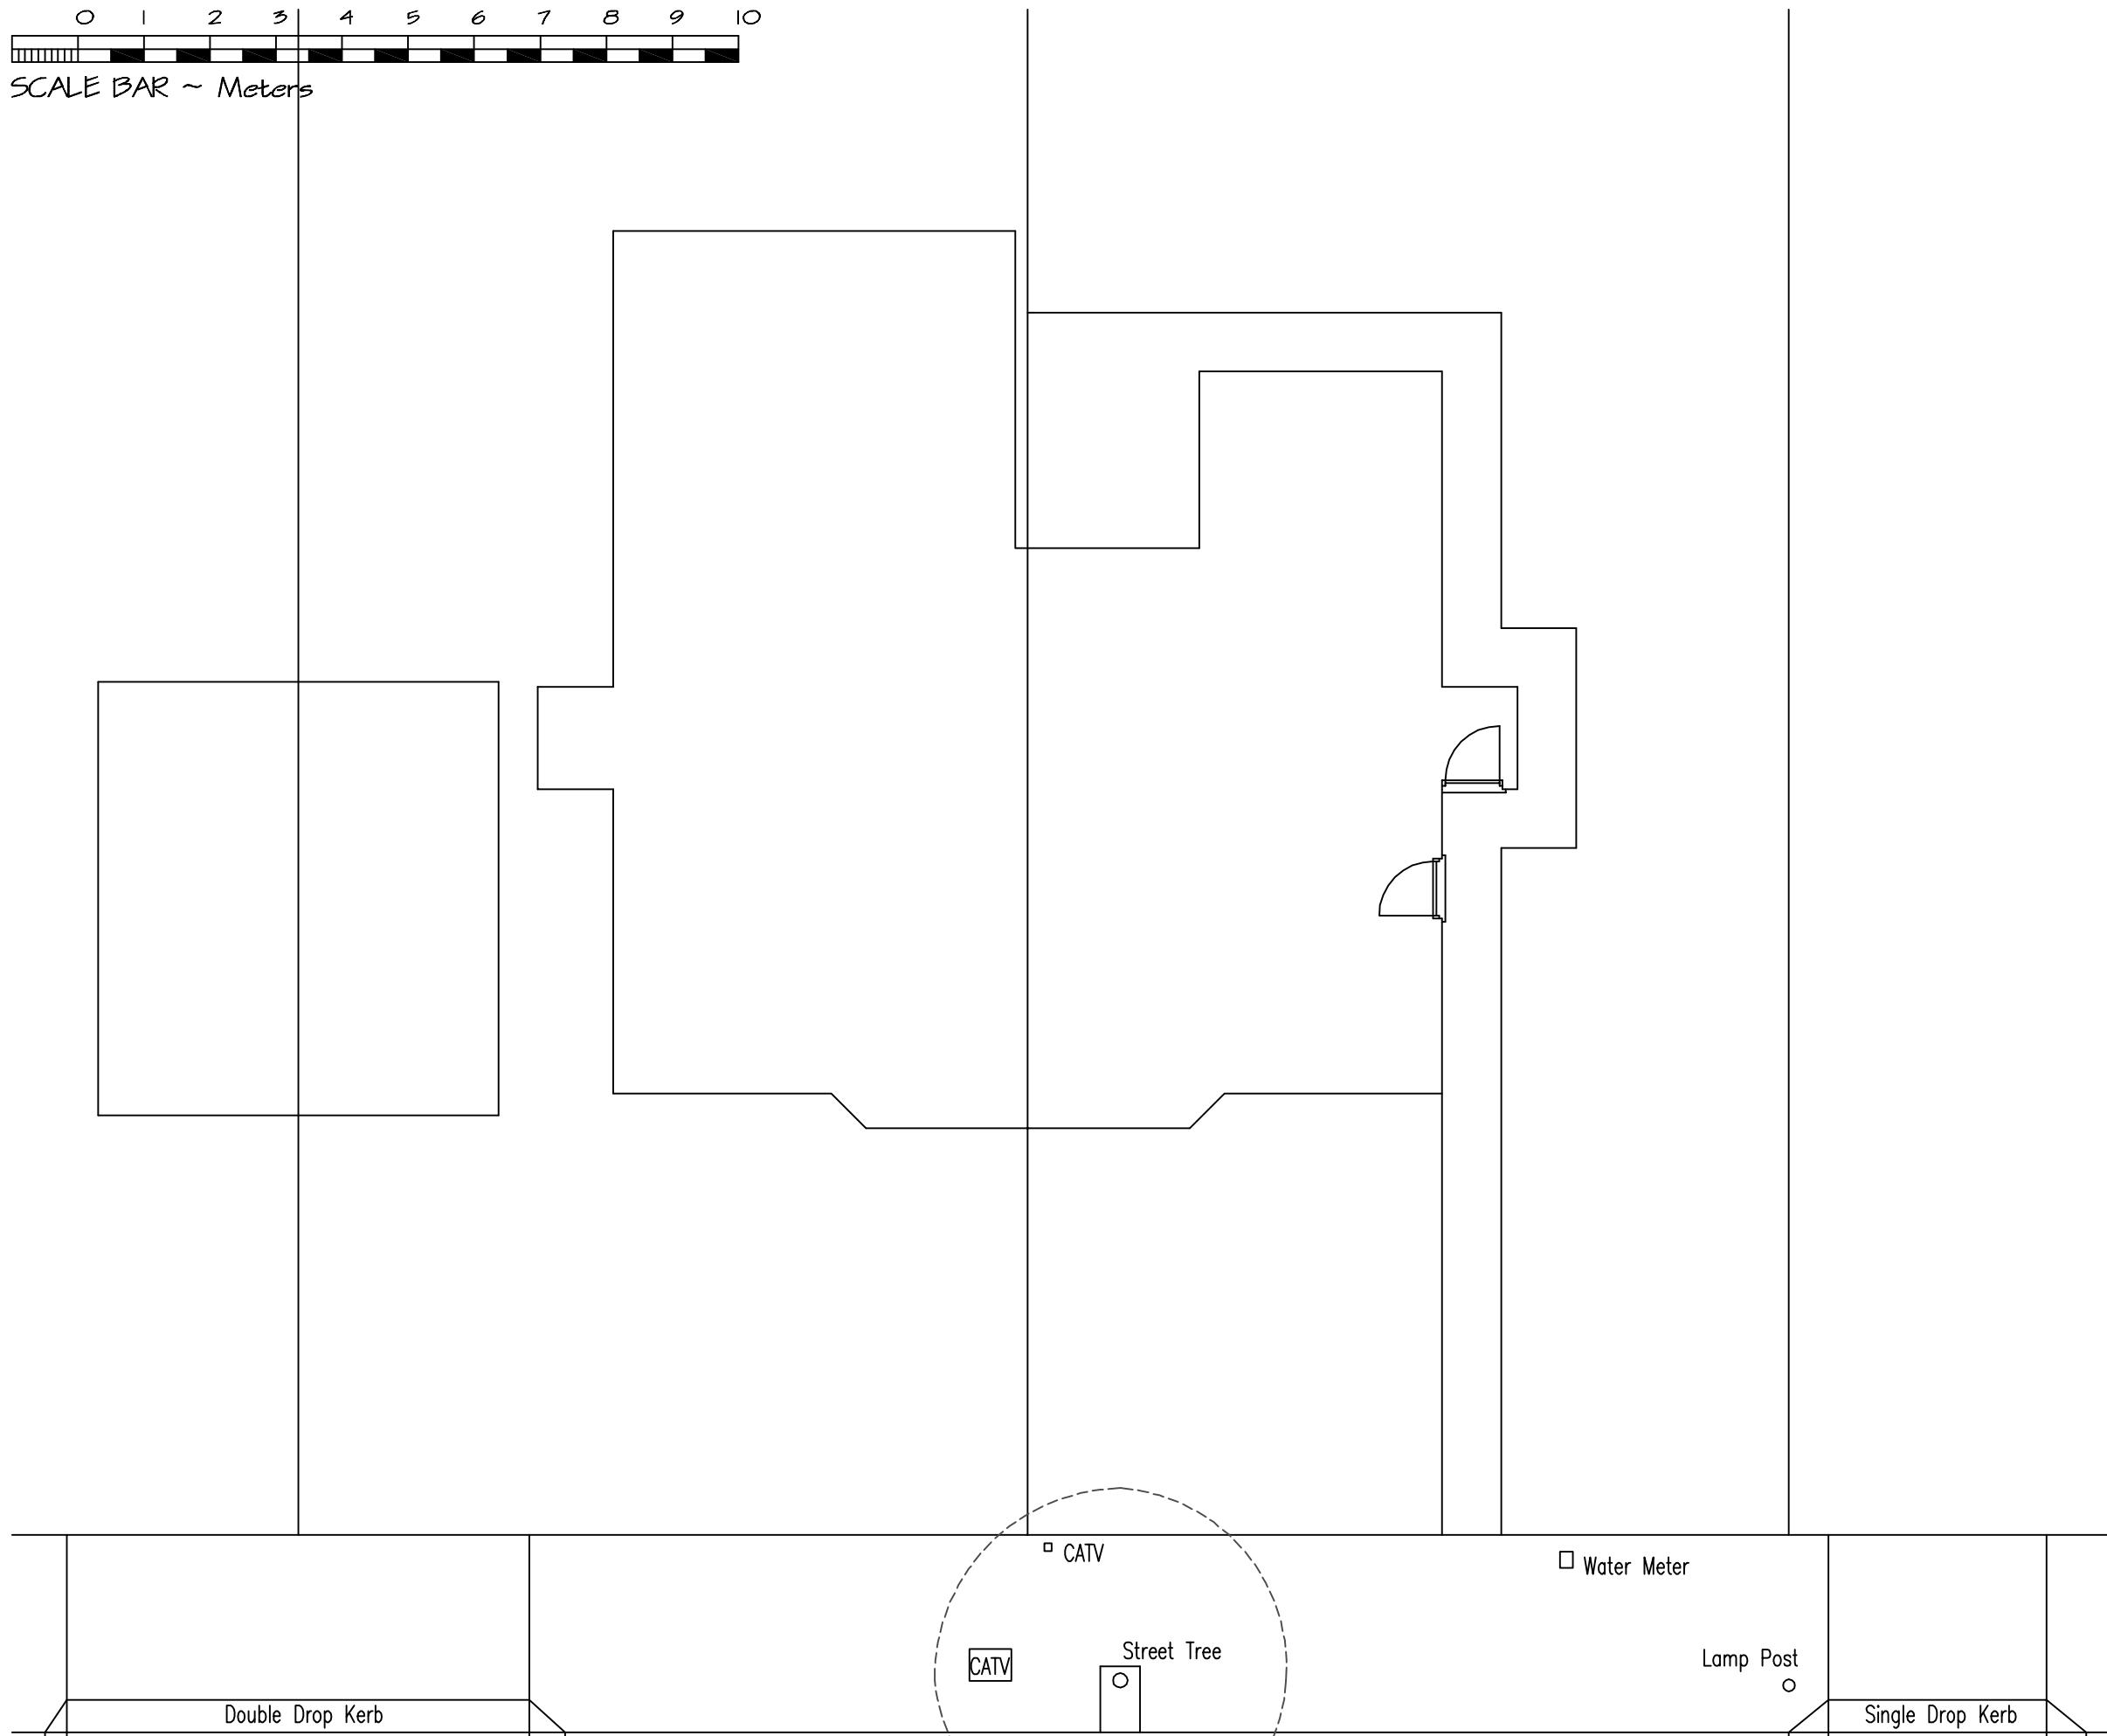 0 1 2 3 4 5 6 7 8 9 10
SCALE BAR ~ Meters
CATV
Water Meter
Street Tree
CATV
Lamp Post
Double Drop Kerb
Single Drop Kerb